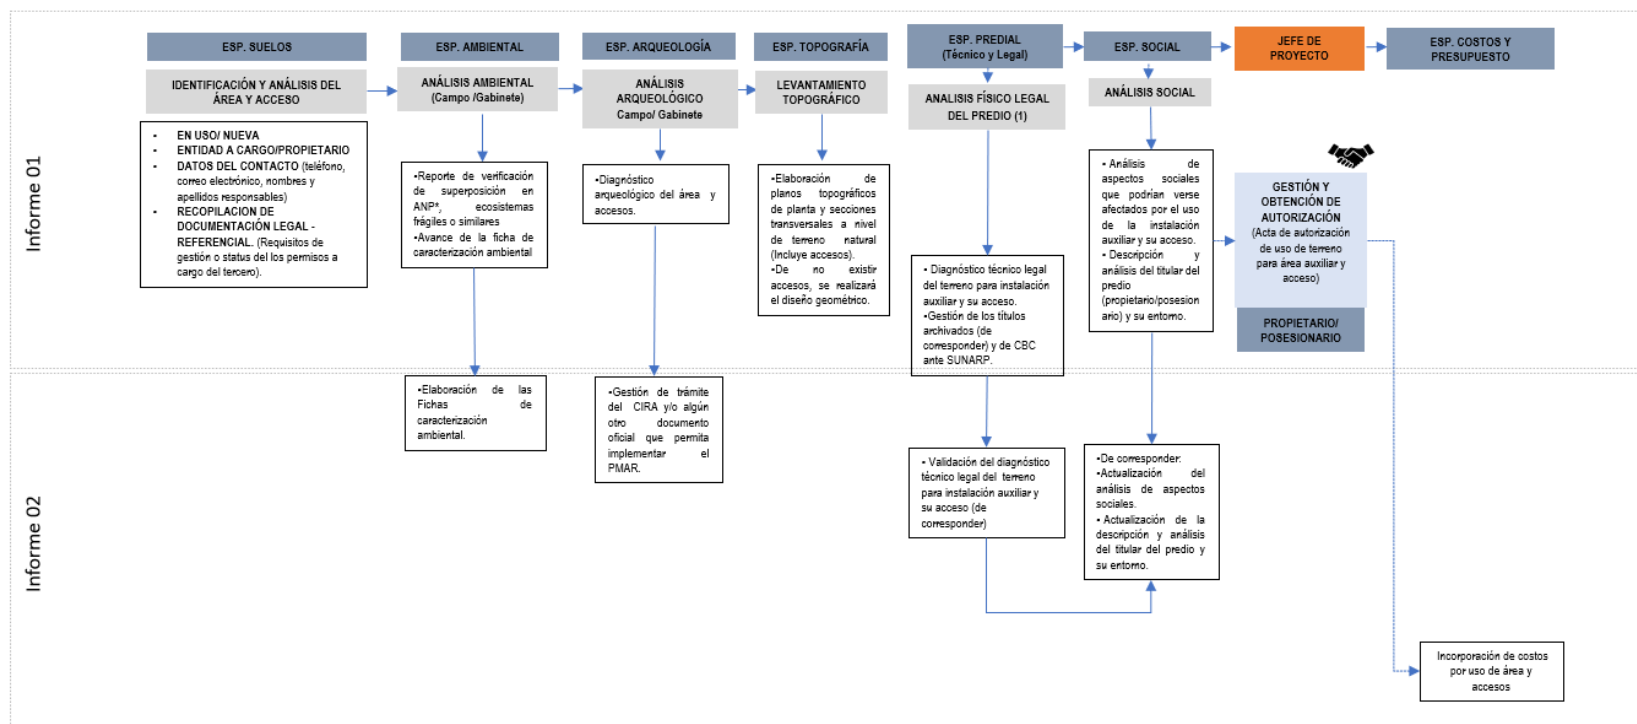 Informe 01
ESP. SUELOS
IDENTIFICACIÓN Y ANÁLISIS DEL
ÁREA Y ACCESO
- EN USO/ NUEVA
- ENTIDAD A CARGO/PROPIETARIO
- DATOS DEL CONTACTO (teléfono,
correo electrónico, nombres y
apellidos responsables)
- RECOPILACION DE
DOCUMENTACIÓN LEGAL -
REFERENCIAL. (Requisitos de
gestión o status del los permisos a
cargo del tercero).
ESP. AMBIENTAL
ANÁLISIS AMBIENTAL
(Campo /Gabinete)
•Reporte de verificación
de superposición en
ANP*, ecosistemas
frágiles o similares
•Avance de la ficha de
caracterización ambiental
ESP. ARQUEOLOGÍA
ANÁLISIS
ARQUEOLÓGICO
Campo/ Gabinete
•Diagnóstico
arqueológico del área y
accesos.
ESP. TOPOGRAFÍA
LEVANTAMIENTO
TOPOGRÁFICO
•Elaboración de
planos topográficos
de planta y secciones
transversales a nivel
de terreno natural
(Incluye accesos).
•De no existir
accesos, se realizará
el diseño geométrico.
ESP. PREDIAL
(Técnico y Legal)
ANALISIS FÍSICO LEGAL
DEL PREDIO (1)
• Diagnóstico técnico legal
del terreno para instalación
auxiliar y su acceso.
•Gestión de los títulos
archivados (de
corresponder) y de CBC
ante SUNARP.
ESP. SOCIAL
ANÁLISIS SOCIAL
•Análisis de
aspectos sociales
que podrían verse
afectados por el uso
de la instalación
auxiliar y su acceso.
• Descripción y
análisis del titular del
predio
(propietario/posesion
ario) y su entorno.
JEFE DE
PROYECTO
GESTIÓN Y
OBTENCIÓN DE
AUTORIZACIÓN
(Acta de autorización
de uso de terreno
para área auxiliar y
acceso)
PROPIETARIO/
POSESIONARIO
ESP. COSTOS Y
PRESUPUESTO
Informe 02
•Elaboración de las
Fichas de
caracterización
ambiental.
•Gestión de trámite
del CIRA y/o algún
otro documento
oficial que permita
implementar el
PMAR.
• Validación del diagnóstico
técnico legal del terreno
para instalación auxiliar y
su acceso (de
corresponder)
•De corresponder:
•Actualización del
análisis de aspectos
sociales.
• Actualización de la
descripción y análisis
del titular del predio y
su entorno.
Incorporación de costos
por uso de área y
accesos